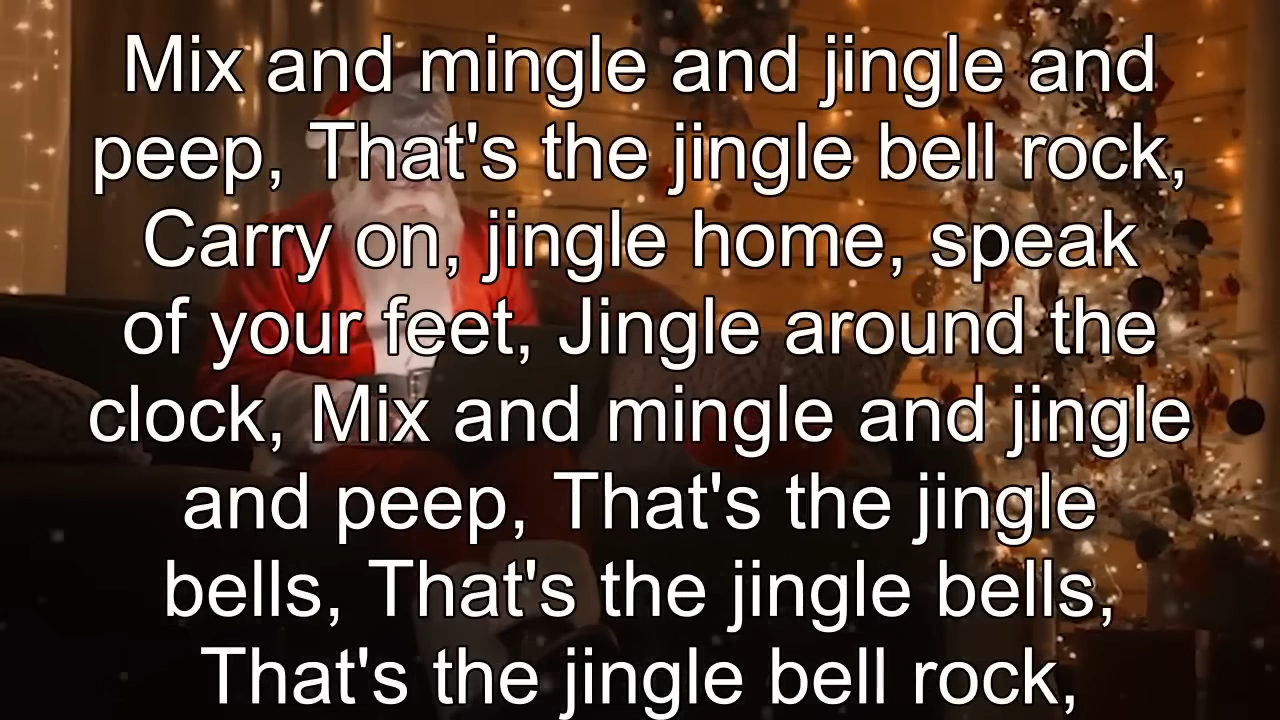 Mix and mingle and jingle and
peep, That's the jingle bell rock,
Carry on, jingle home, speak
of your feet, Jingle around the
clock, Mix and mingle and jingle
and peep, That's the jingle
bells, That's the jingle bells,
That's the jingle bell rock,